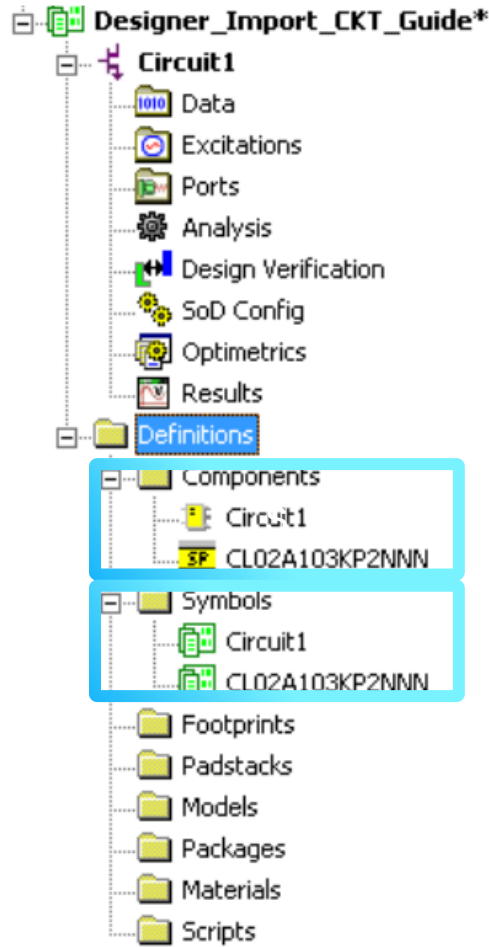 Designer_Import_CKT_Guide*
Circuit1
1010 Data
Excitations
Ports
Analysis
Design Verification
SoD Config
Optimetrics
Results
Definitions
Components
Circuit1
SP CL02A103KP2NNN
Symbols
Circuit1
CL02A103KP2NNN
Footprints
Padstacks
Models
Packages
Materials
Scripts